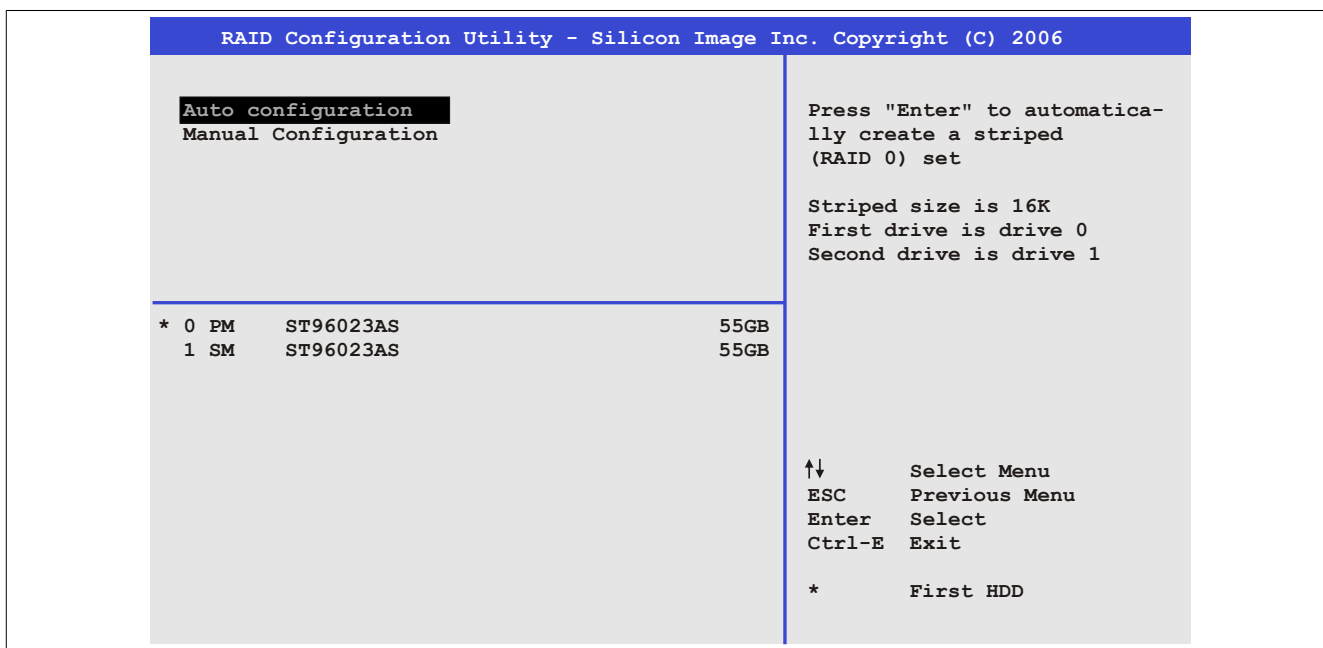 RAID Configuration Utility - Silicon Image Inc. Copyright (C) 2006
Auto configuration
Manual Configuration
Press "Enter" to automatica-
lly create a striped
(RAID 0) set
Striped size is 16K
First drive is drive 0
Second drive is drive 1
* 0 PM ST96023AS 55GB
1 SM ST96023AS 55GB
↑↓ Select Menu
ESC Previous Menu
Enter Select
Ctrl-E Exit
* First HDD